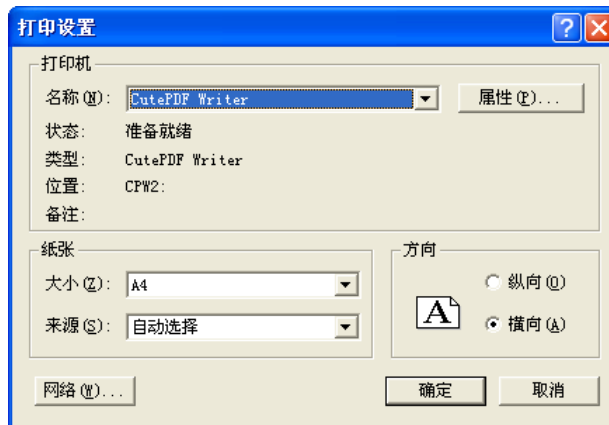 打印设置
打印机
名称(N): CutePDF Writer 属性(P)...
状态: 准备就绪
类型: CutePDF Writer
位置: CPW2:
备注:
纸张
大小(Z): A4
来源(S): 自动选择
方向
纵向(O)
A
横向(A)
网络(W)... 确定 取消